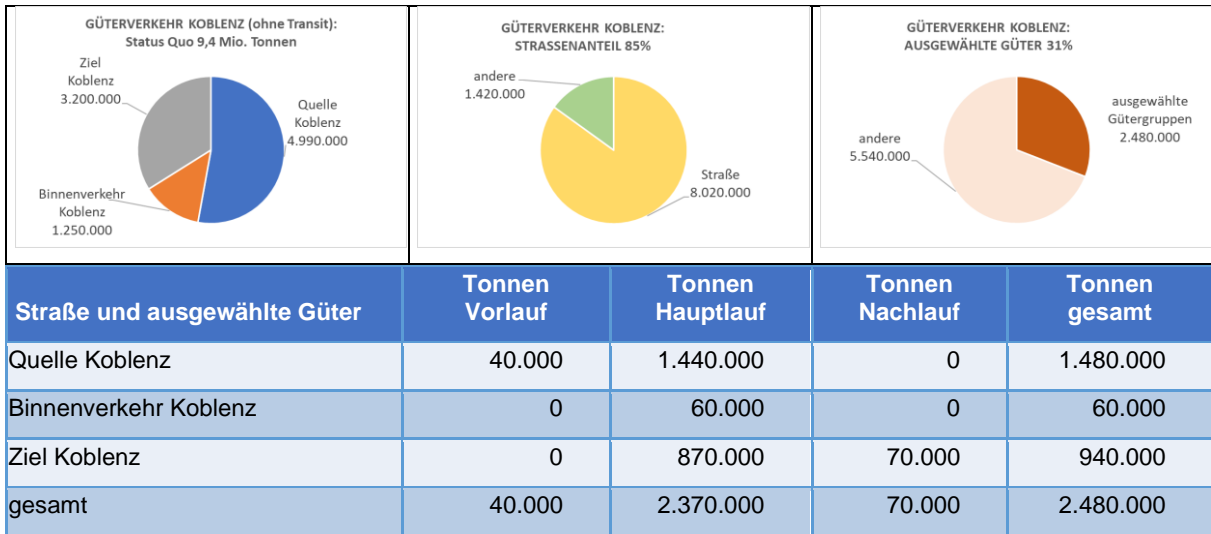 GÜTERVERKEHR KOBLENZ (ohne Transit):
Status Quo 9,4 Mio. Tonnen
Ziel
Koblenz
3.200.000
Quelle
Koblenz
4.990.000
Binnenverkehr
Koblenz
1.250.000
GÜTERVERKEHR KOBLENZ:
STRASSENANTEIL 85%
andere
1.420.000
Straße
8.020.000
GÜTERVERKEHR KOBLENZ:
AUSGEWÄHLTE GÜTER 31%
ausgewählte
Gütergruppen
2.480.000
andere
5.540.000
Straße und ausgewählte Güter Tonnen Vorlauf Tonnen Hauptlauf Tonnen Nachlauf Tonnen gesamt
Quelle Koblenz 40.000 1.440.000 0 1.480.000
Binnenverkehr Koblenz 0 60.000 0 60.000
Ziel Koblenz 0 870.000 70.000 940.000
gesamt 40.000 2.370.000 70.000 2.480.000